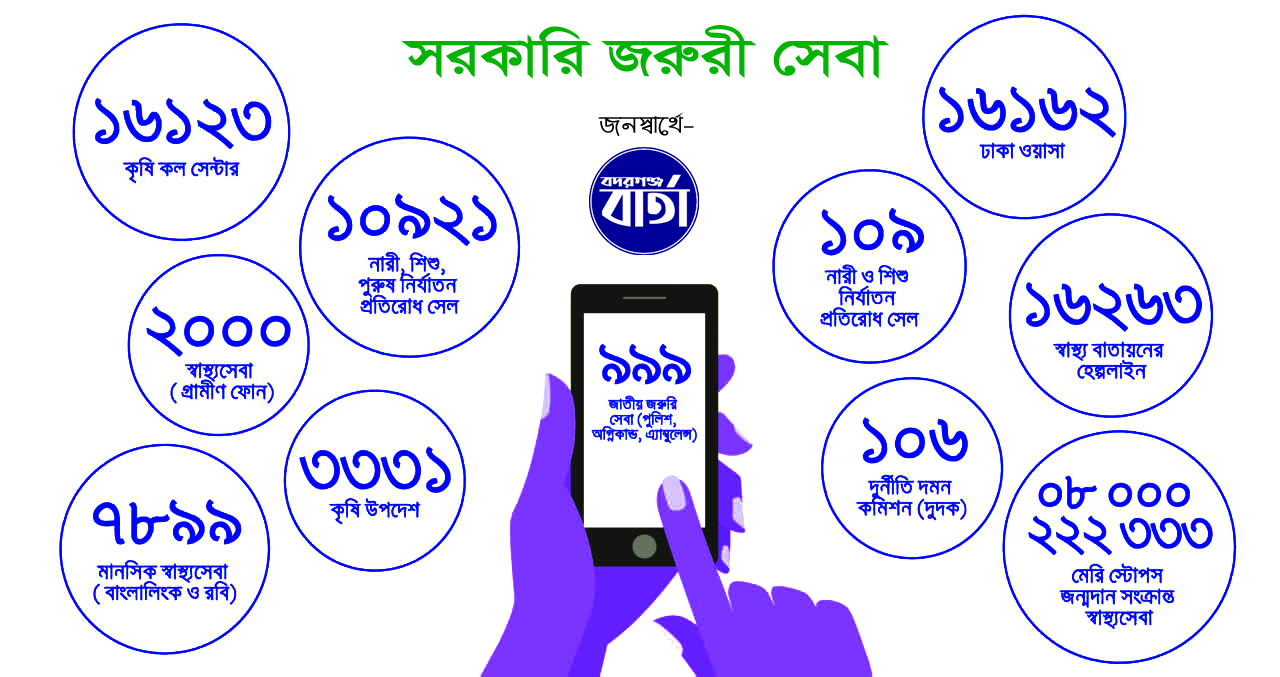 সরকারি জরুরী সেবা
জনস্বার্থে-
বদরগঞ্জ
বার্তা
১৬১২৩
কৃষি কল সেন্টার
১০৯২১
নারী, শিশু,
পুরুষ নির্যাতন
প্রতিরোধ সেল
২০০০
স্বাস্থ্যসেবা
( গ্রামীণ ফোন)
৩৩৩১
কৃষি উপদেশ
৭৮৯৯
মানসিক স্বাস্থ্যসেবা
( বাংলালিংক ও রবি)
৯৯৯
জাতীয় জরুরি
সেবা (পুলিশ,
অগ্নিকান্ড, এ্যাম্বুলেন্স)
১৬১৬২
ঢাকা ওয়াসা
১০৯
নারী ও শিশু
নির্যাতন
প্রতিরোধ সেল
১৬২৬৩
স্বাস্থ্য বাতায়নের
হেল্পলাইন
১০৬
দুর্নীতি দমন
কমিশন (দুদক)
০৮ ০০০
২২২ ৩৩৩
মেরি স্টোপস
জন্মদান সংক্রান্ত
স্বাস্থ্যসেবা